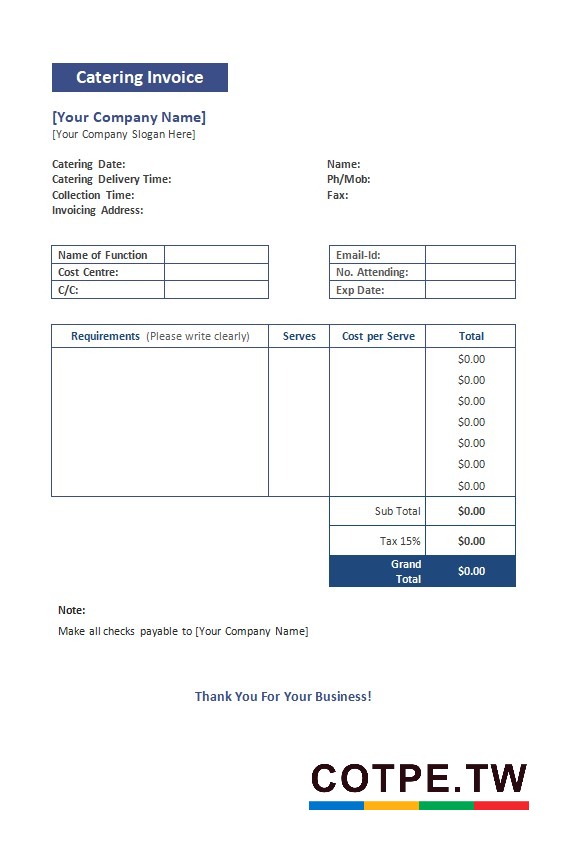 Catering Invoice
[Your Company Name]
[Your Company Slogan Here]
Catering Date:
Catering Delivery Time:
Collection Time:
Invoicing Address:
Name:
Ph/Mob:
Fax:
Name of Function
Cost Centre:
C/C:
Email-Id:
No. Attending:
Exp Date:
Requirements (Please write clearly) Serves Cost per Serve Total
$0.00
$0.00
$0.00
$0.00
$0.00
$0.00
$0.00
Sub Total $0.00
Tax 15% $0.00
Grand
Total $0.00
Note:
Make all checks payable to [Your Company Name]
Thank You For Your Business!
COTPE.TW